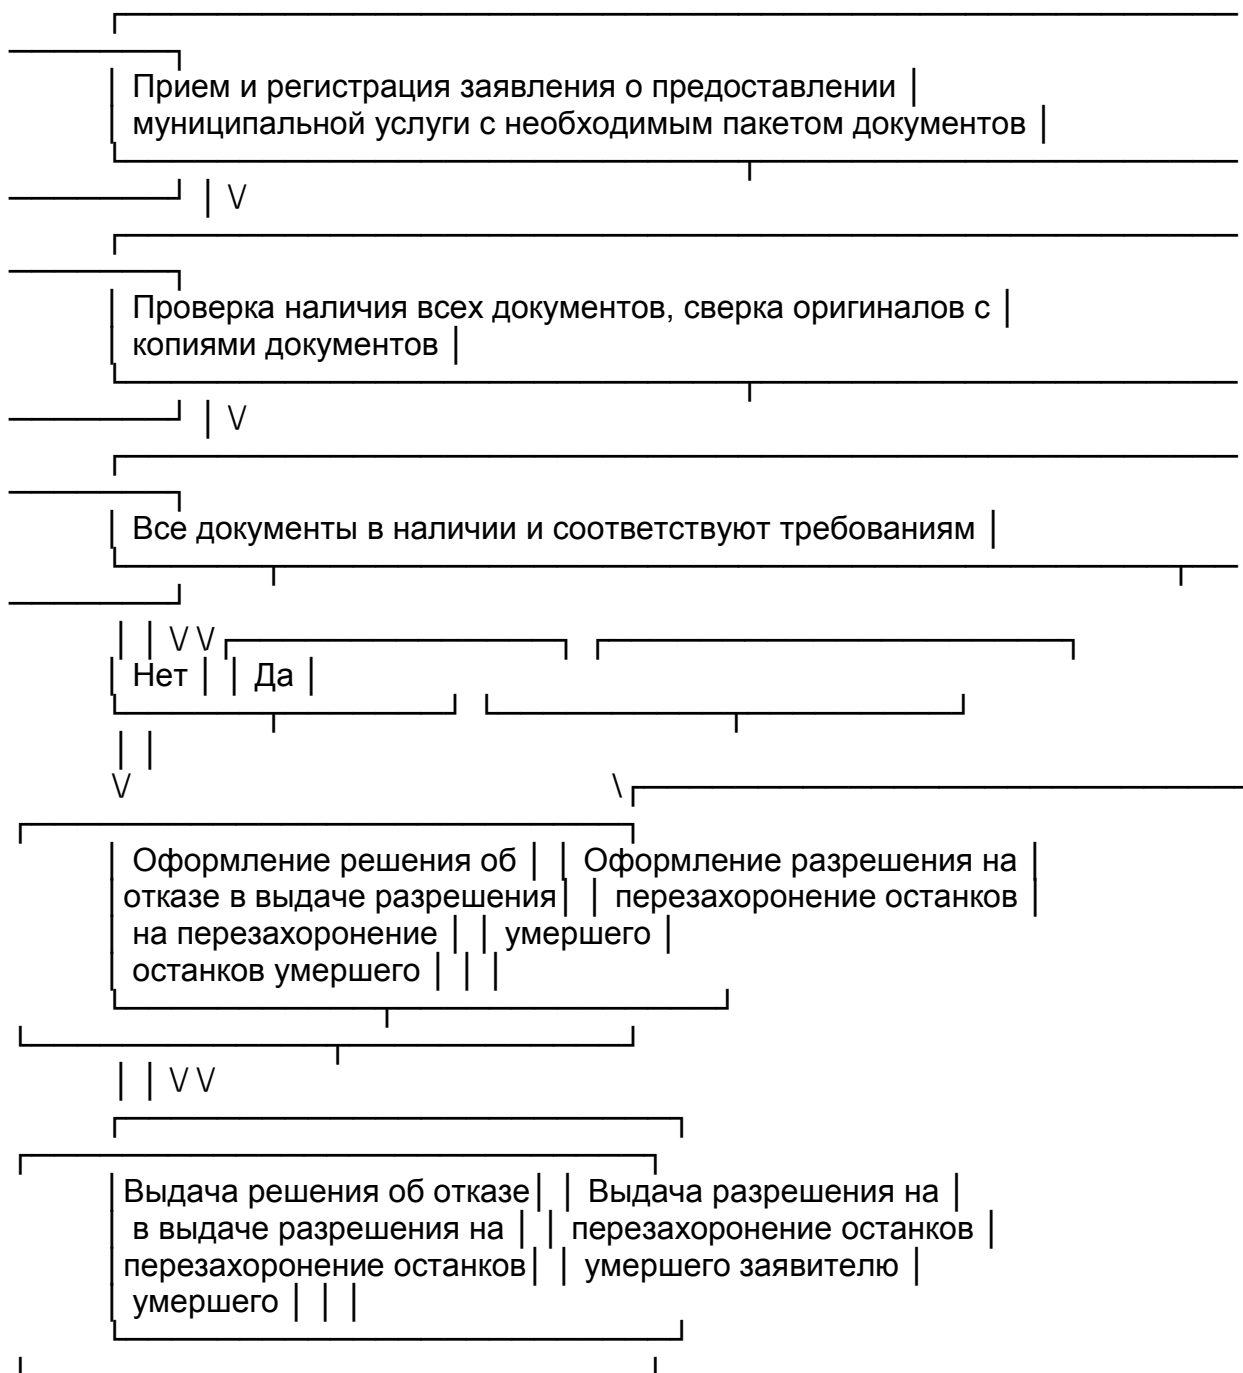 Прием и регистрация заявления о предоставлении
муниципальной услуги с необходимым пакетом документов
\/
Проверка наличия всех документов, сверка оригиналов с
копиями документов
\/
Все документы в наличии и соответствуют требованиям
\/ \/
Нет | | Да
\/ \
Оформление решения об | | Оформление разрешения на
отказе в выдаче разрешения | | перезахоронение останков
на перезахоронение | | умершего
останков умершего
\/ \/
Выдача решения об отказе | | Выдача разрешения на
в выдаче разрешения на | | перезахоронение останков
перезахоронение останков | | умершего заявителю
умершего